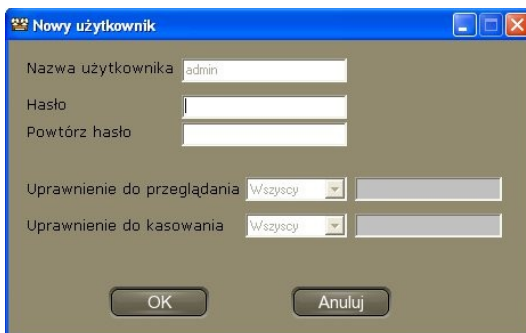 Nowy użytkownik
Nazwa użytkownika admin
Hasło
Powtórz hasło
Uprawnienie do przeglądania Wszyscy
Uprawnienie do kasowania Wszyscy
OK Anuluj